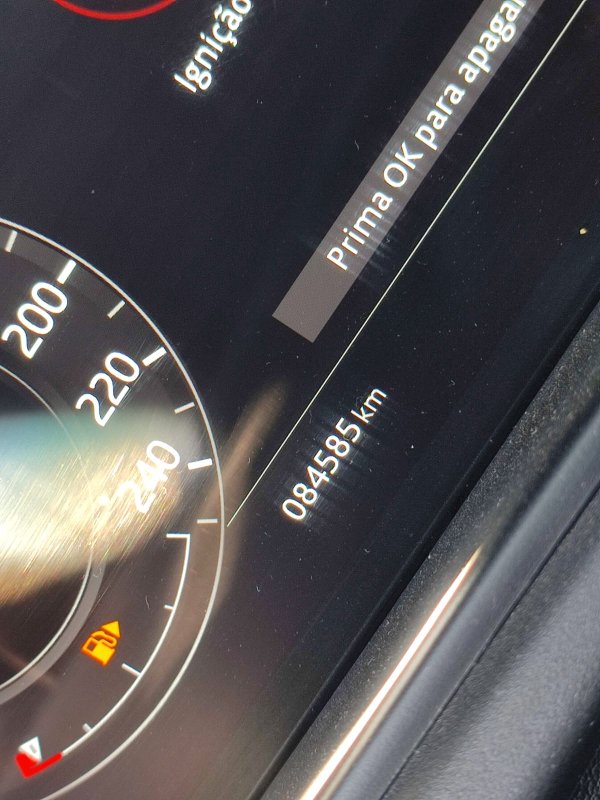 Ignição
Prima OK para apagar
200
220
240
084585 km